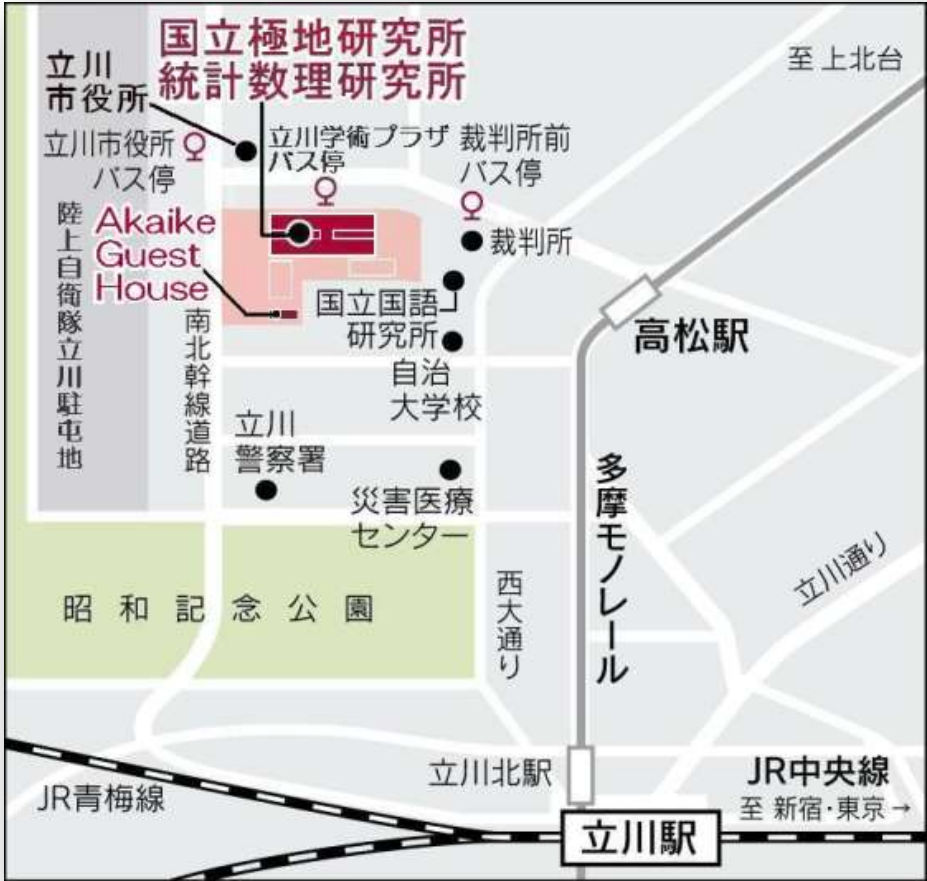 国立極地研究所
統計数理研究所
至 上北台
立川
市役所
立川市役所
バス停
立川学術プラザ
バス停
裁判所前
バス停
裁判所
Akaike
Guest
House
陸上自衛隊立川駐屯地
南北幹線道路
国立国語
研究所
高松駅
自治
大学校
立川
警察署
災害医療
センター
多摩モノレール
立川通り
昭和記念公園
西大通り
立川北駅
JR中央線
至 新宿・東京→
JR青梅線
立川駅